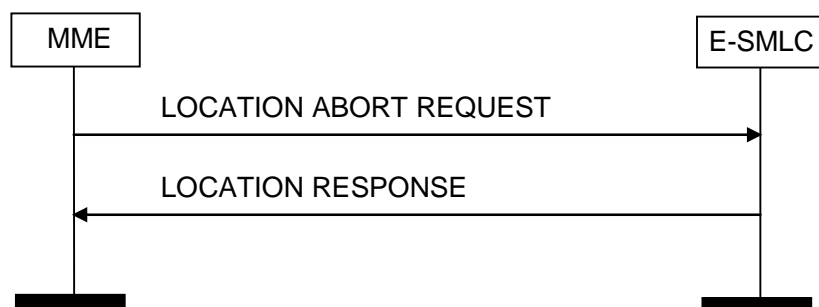 MME
E-SMLC
LOCATION ABORT REQUEST
LOCATION RESPONSE